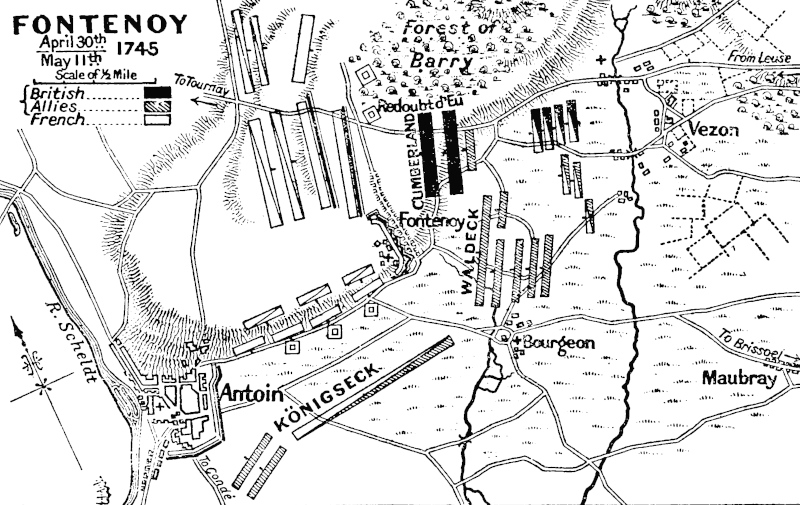 FONTENOY
April 30th
May 11th
1745
Scale of ½ Mile
British
Allies
French
To Tournay
Forest of
Barry
Redoubt d'Eu
From Leuse
Vezon
CUMBERLAND
Fontenoy
WALDECK
R. Scheldt
Bourgeon
To Brissoel
Maubray
Antoin
KÖNIGSECK
To Condé